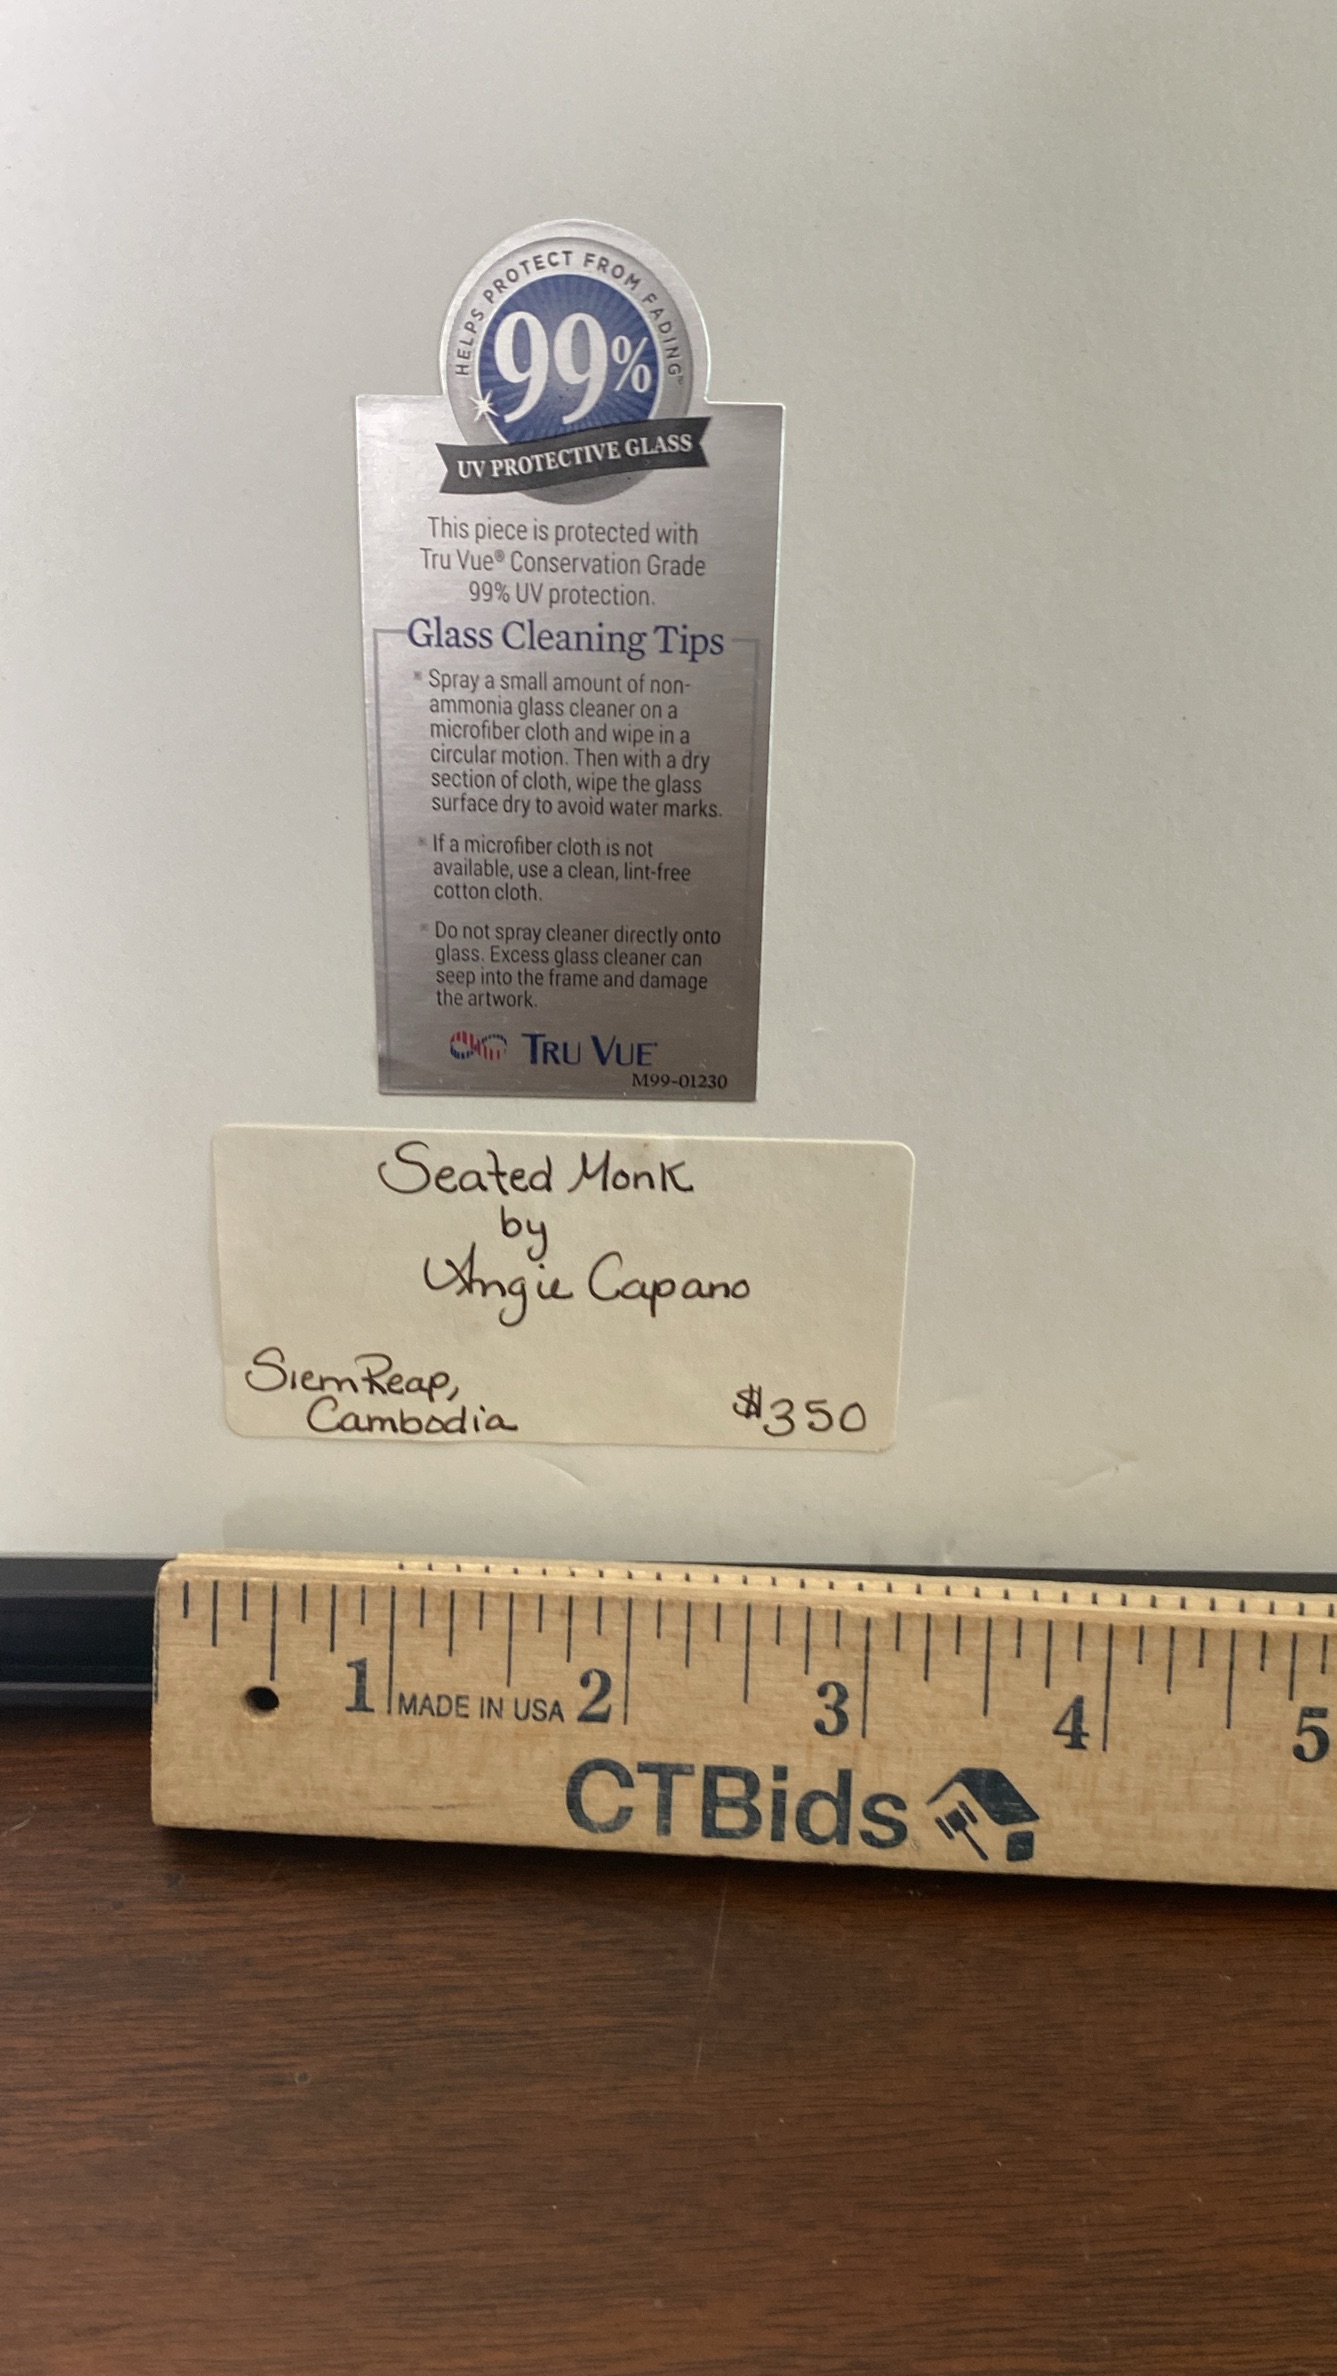 HELPS PROTECT FROM FADING™
99%
UV PROTECTIVE GLASS
This piece is protected with
Tru Vue® Conservation Grade
99% UV protection.
Glass Cleaning Tips
Spray a small amount of non-
ammonia glass cleaner on a
microfiber cloth and wipe in a
circular motion. Then with a dry
section of cloth, wipe the glass
surface dry to avoid water marks.
If a microfiber cloth is not
available, use a clean, lint-free
cotton cloth.
Do not spray cleaner directly onto
glass. Excess glass cleaner can
seep into the frame and damage
the artwork.
TRU VUE®
M99-01230
Seated Monk
by
Angie Capano
Siem Reap,
Cambodia
$350
1 MADE IN USA 2 3 4 5
CTBids